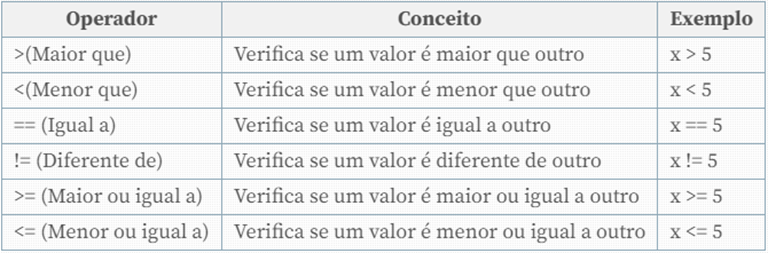 Operador Conceito Exemplo
>(Maior que) Verifica se um valor é maior que outro x > 5
<(Menor que) Verifica se um valor é menor que outro x < 5
== (Igual a) Verifica se um valor é igual a outro x == 5
!= (Diferente de) Verifica se um valor é diferente de outro x != 5
>= (Maior ou igual a) Verifica se um valor é maior ou igual a outro x >= 5
<= (Menor ou igual a) Verifica se um valor é menor ou igual a outro x <= 5